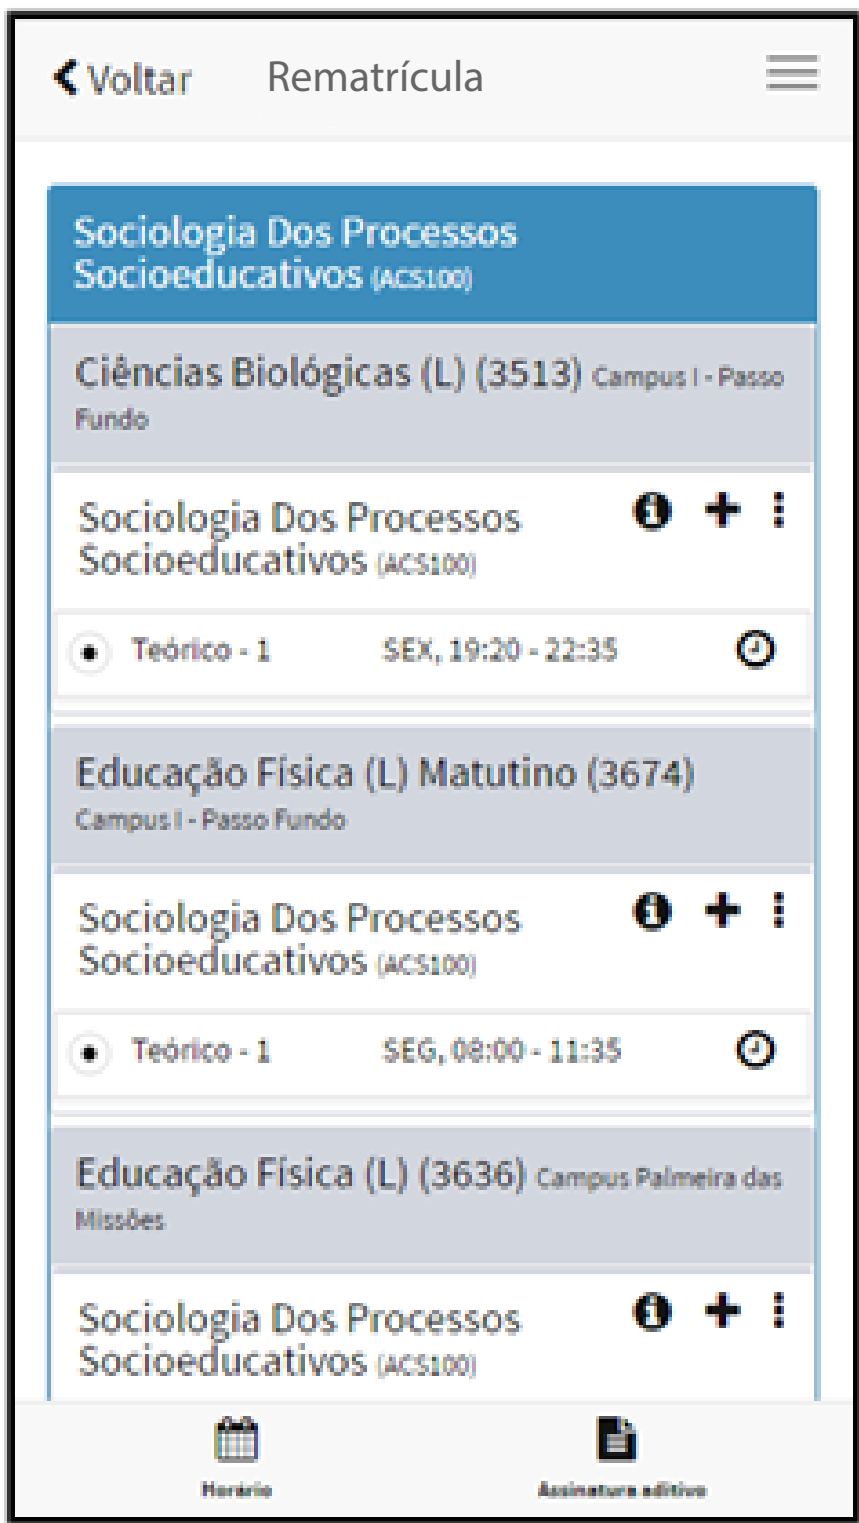 Voltar Rematrícula
Sociologia Dos Processos
Socioeducativos (ACS100)
Ciências Biológicas (L) (3513) Campus I - Passo
Fundo
Sociologia Dos Processos
Socioeducativos (ACS100)
Teórico - 1 SEX, 19:20 - 22:35
Educação Física (L) Matutino (3674)
Campus I - Passo Fundo
Sociologia Dos Processos
Socioeducativos (ACS100)
Teórico - 1 SEG, 08:00 - 11:35
Educação Física (L) (3636) Campus Palmeira das
Missões
Sociologia Dos Processos
Socioeducativos (ACS100)
Horário Assinatura aditivo